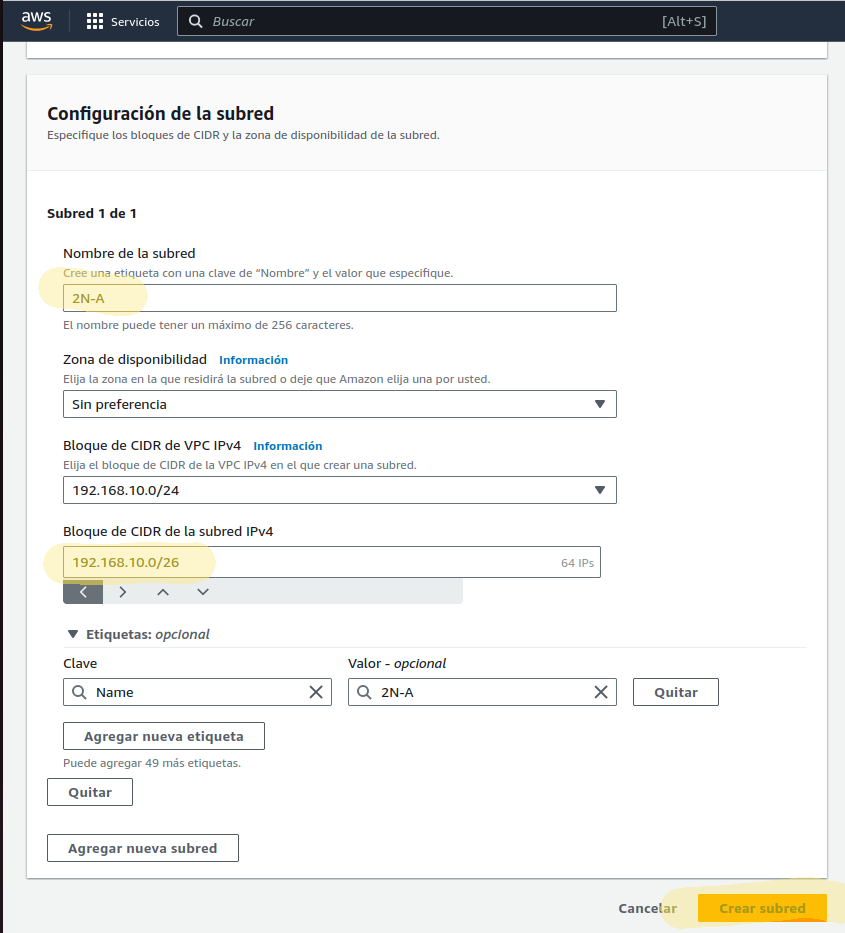 aws Servicios Buscar [Alt+S]
Configuración de la subred
Especifique los bloques de CIDR y la zona de disponibilidad de la subred.
Subred 1 de 1
Nombre de la subred
Cree una etiqueta con una clave de “Nombre” y el valor que especifique.
2N-A
El nombre puede tener un máximo de 256 caracteres.
Zona de disponibilidad Información
Elija la zona en la que residirá la subred o deje que Amazon elija una por usted.
Sin preferencia
Bloque de CIDR de VPC IPv4 Información
Elija el bloque de CIDR de la VPC IPv4 en el que crear una subred.
192.168.10.0/24
Bloque de CIDR de la subred IPv4
192.168.10.0/26 64 IPs
Etiquetas: opcional
Clave Valor - opcional
Name 2N-A Quitar
Agregar nueva etiqueta
Puede agregar 49 más etiquetas.
Quitar
Agregar nueva subred
Cancelar Crear subred